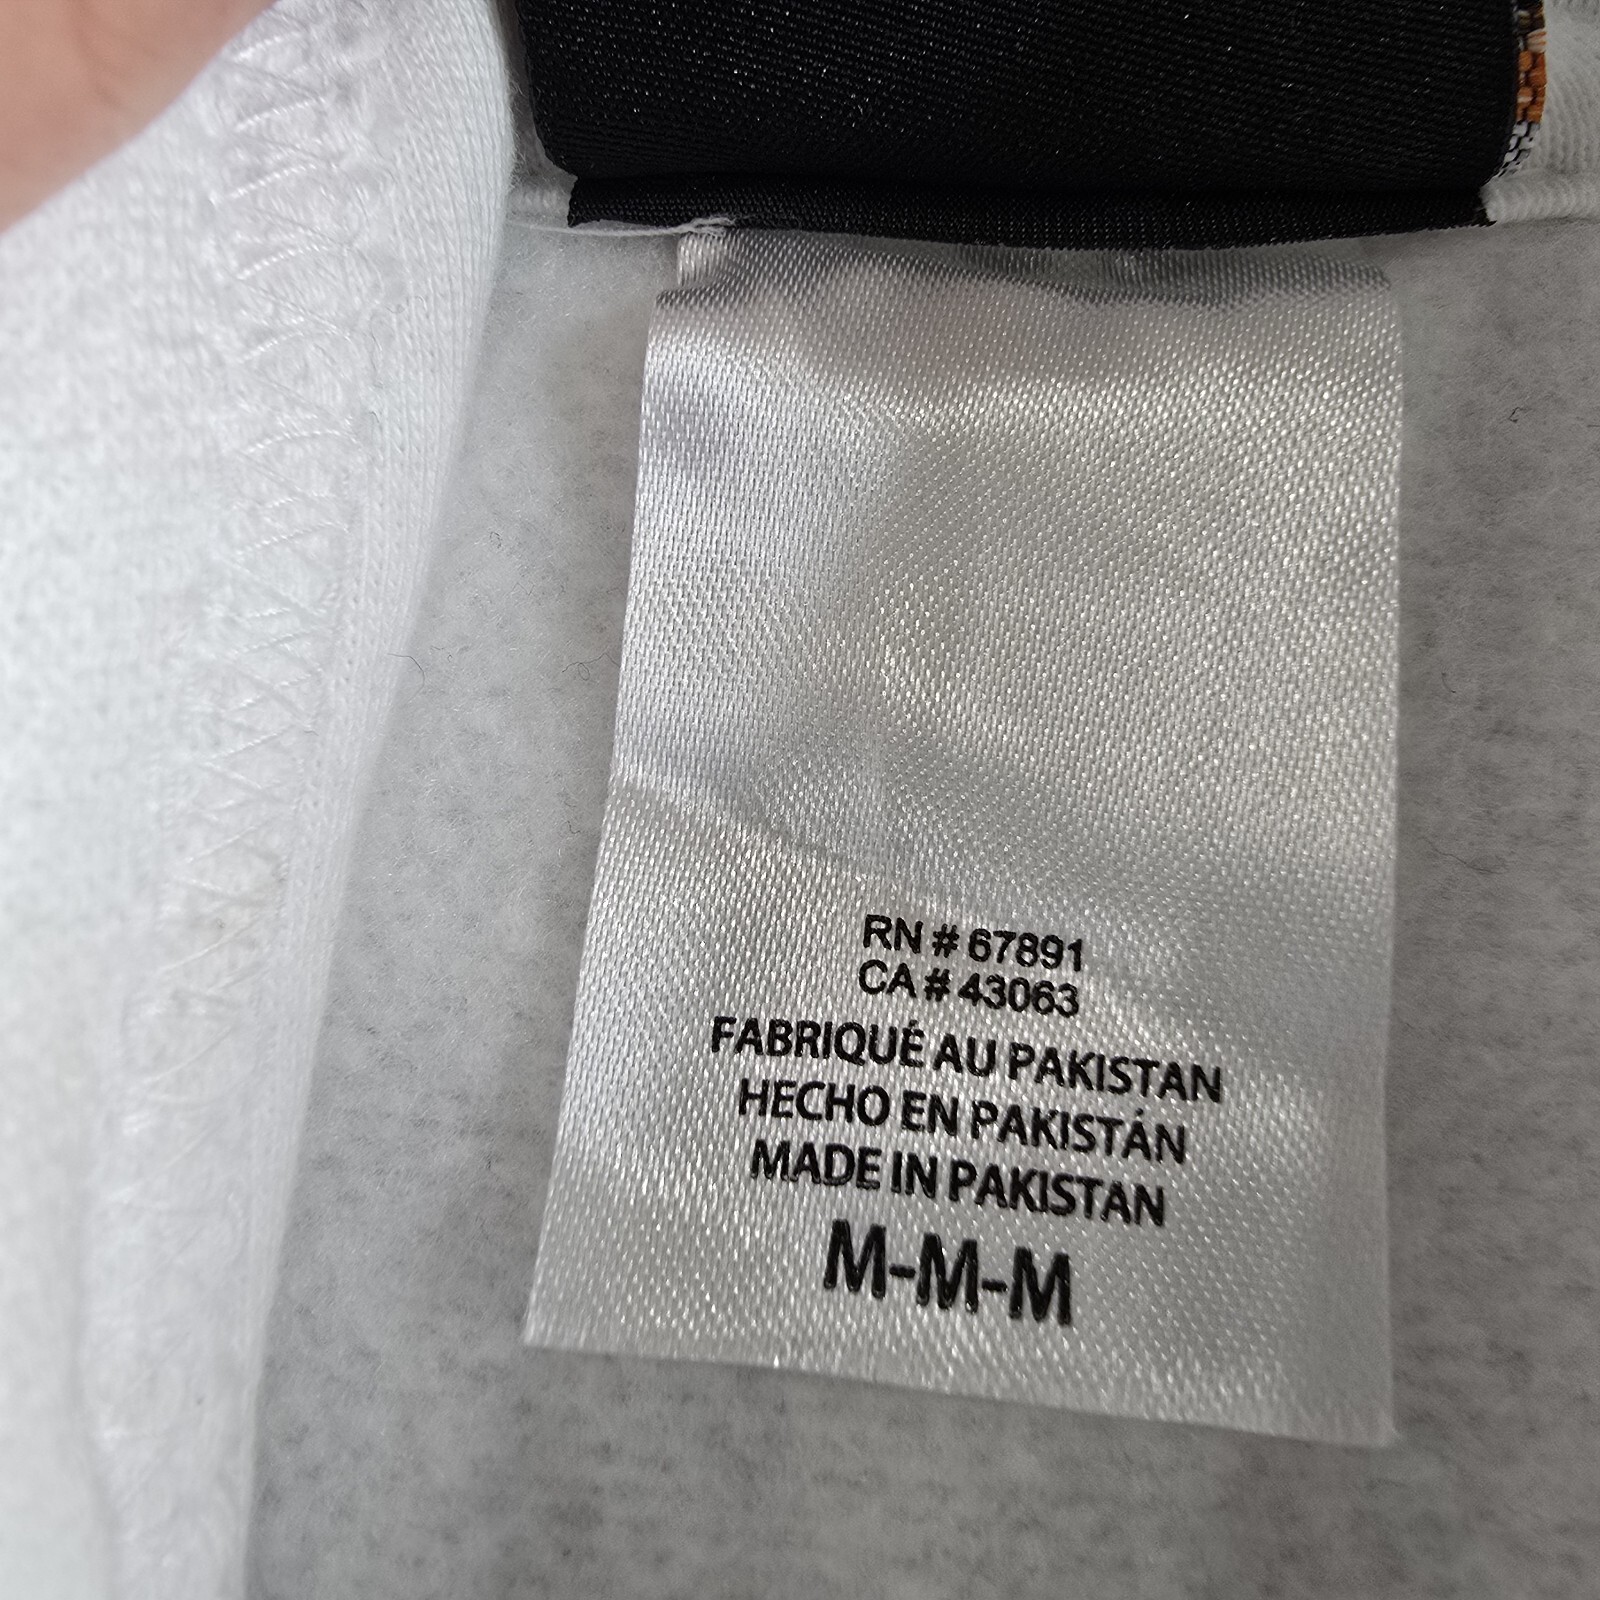 RN # 67891
CA # 43063
FABRIQUÉ AU PAKISTAN
HECHO EN PAKISTÁN
MADE IN PAKISTAN
M-M-M